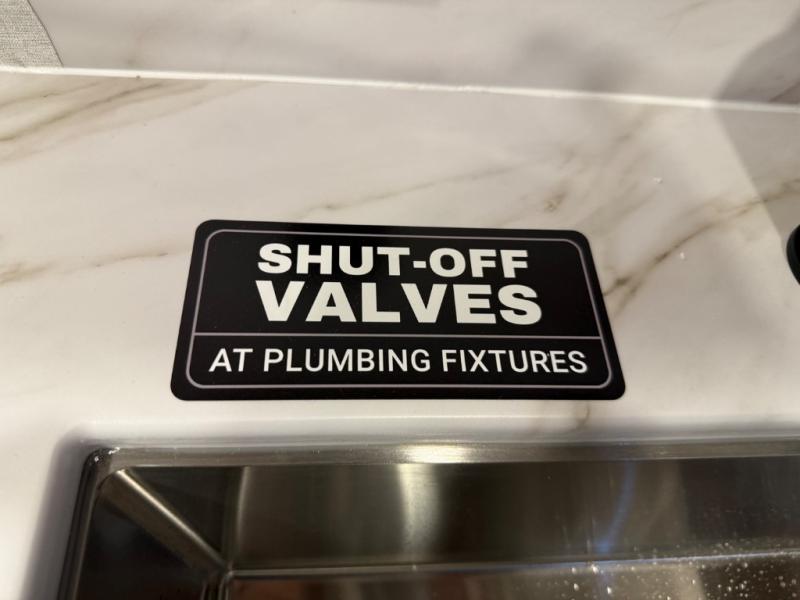 SHUT-OFF
VALVES
AT PLUMBING FIXTURES